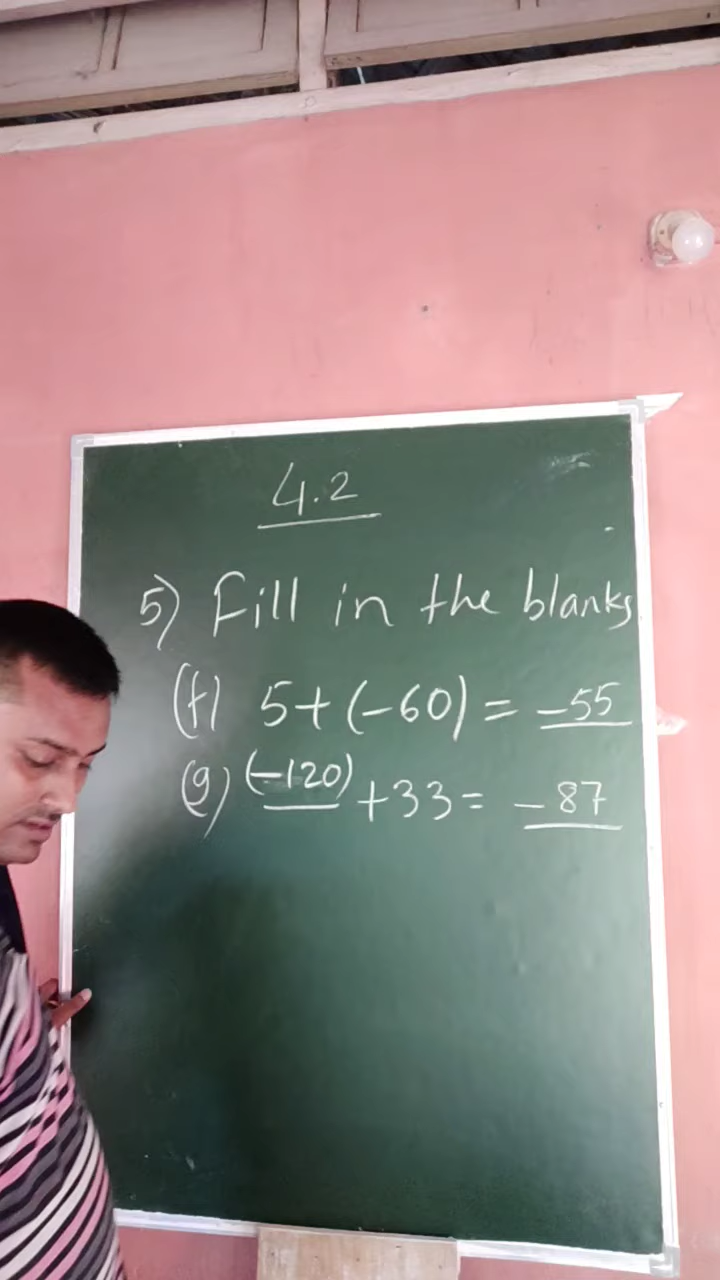 4.2
5) Fill in the blanks
(f) 5+(-60) = -55
(g) (-120) +33= -87